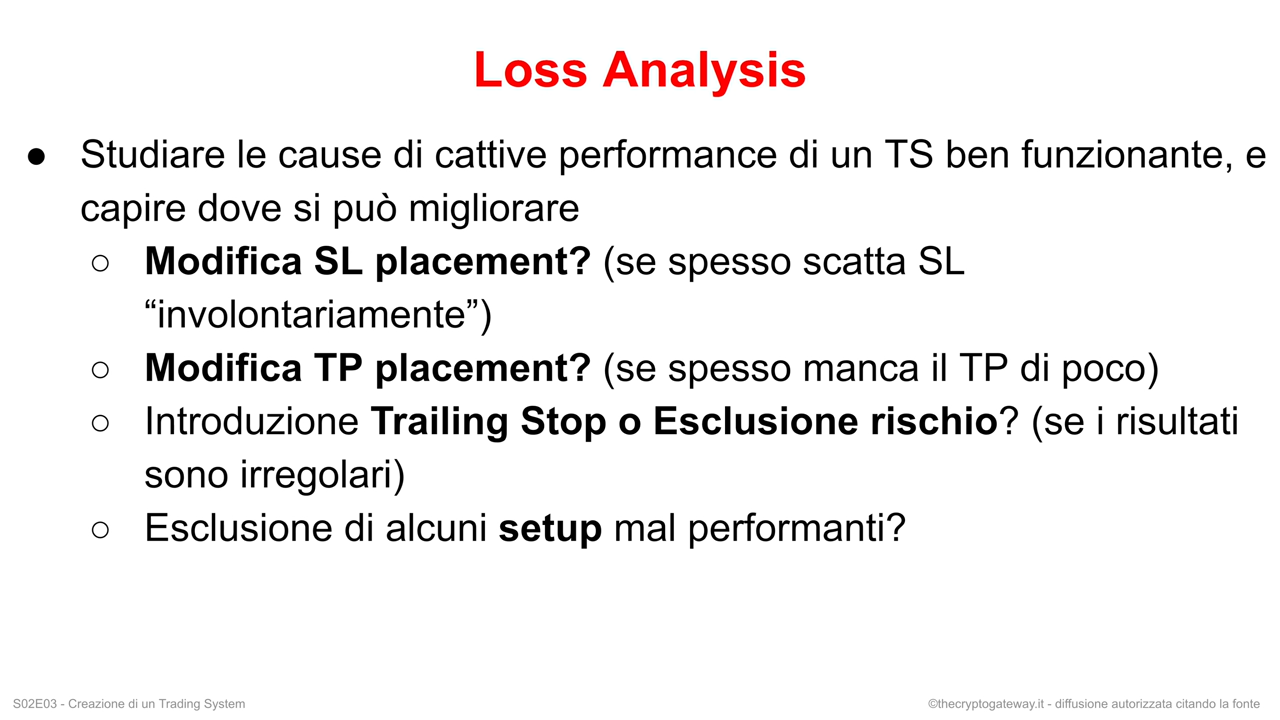 Loss Analysis
● Studiare le cause di cattive performance di un TS ben funzionante, e
capire dove si può migliorare
○ Modifica SL placement? (se spesso scatta SL
“involontariamente”)
○ Modifica TP placement? (se spesso manca il TP di poco)
○ Introduzione Trailing Stop o Esclusione rischio? (se i risultati
sono irregolari)
○ Esclusione di alcuni setup mal performanti?
S02E03 - Creazione di un Trading System
©thecryptogateway.it - diffusione autorizzata citando la fonte